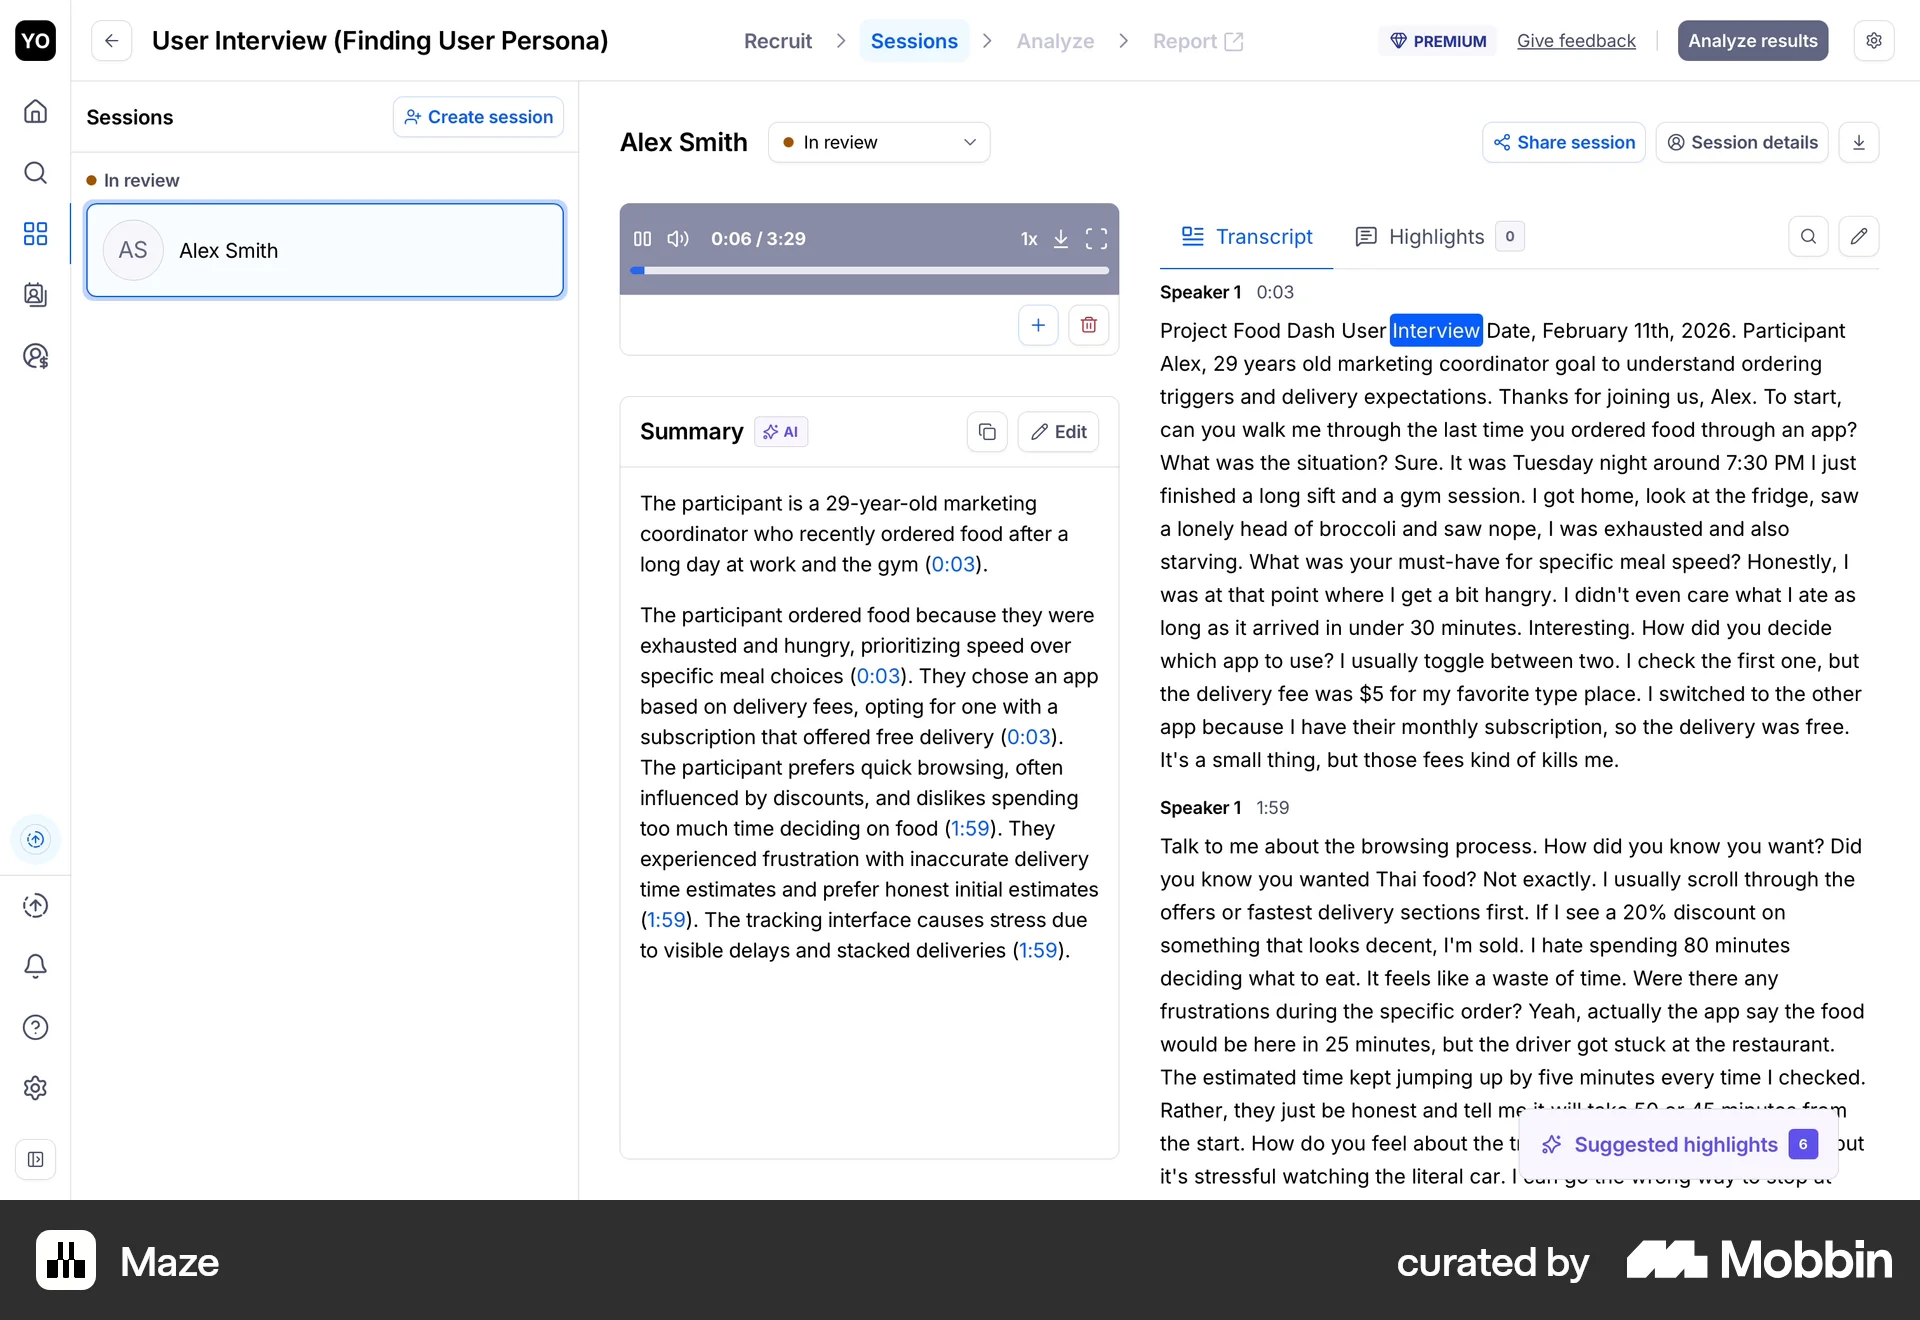 YO
User Interview (Finding User Persona)
Recruit
Sessions
Analyze
Report
PREMIUM
Give feedback
Analyze results
Sessions
Create session
In review
AS
Alex Smith
Alex Smith
In review
Share session
Session details
0:06 / 3:29
1x
Summary
AI
Edit
The participant is a 29-year-old marketing
coordinator who recently ordered food after a
long day at work and the gym (0:03).
The participant ordered food because they were
exhausted and hungry, prioritizing speed over
specific meal choices (0:03). They chose an app
based on delivery fees, opting for one with a
subscription that offered free delivery (0:03).
The participant prefers quick browsing, often
influenced by discounts, and dislikes spending
too much time deciding on food (1:59). They
experienced frustration with inaccurate delivery
time estimates and prefer honest initial estimates
(1:59). The tracking interface causes stress due
to visible delays and stacked deliveries (1:59).
Transcript
Highlights
0
Speaker 1 0:03
Project Food Dash User Interview Date, February 11th, 2026. Participant
Alex, 29 years old marketing coordinator goal to understand ordering
triggers and delivery expectations. Thanks for joining us, Alex. To start,
can you walk me through the last time you ordered food through an app?
What was the situation? Sure. It was Tuesday night around 7:30 PM I just
finished a long sift and a gym session. I got home, look at the fridge, saw
a lonely head of broccoli and saw nope, I was exhausted and also
starving. What was your must-have for specific meal speed? Honestly, I
was at that point where I get a bit hangry. I didn't even care what I ate as
long as it arrived in under 30 minutes. Interesting. How did you decide
which app to use? I usually toggle between two. I check the first one, but
the delivery fee was $5 for my favorite type place. I switched to the other
app because I have their monthly subscription, so the delivery was free.
It's a small thing, but those fees kind of kills me.
Speaker 1 1:59
Talk to me about the browsing process. How did you know you want? Did
you know you wanted Thai food? Not exactly. I usually scroll through the
offers or fastest delivery sections first. If I see a 20% discount on
something that looks decent, I'm sold. I hate spending 80 minutes
deciding what to eat. It feels like a waste of time. Were there any
frustrations during the specific order? Yeah, actually the app say the food
would be here in 25 minutes, but the driver got stuck at the restaurant.
The estimated time kept jumping up by five minutes every time I checked.
Rather, they just be honest and tell me it will take 50 or 45 minutes from
the start. How do you feel about the but
it's stressful watching the literal car. I can go the wrong way to stop at
Suggested highlights 6
Maze
curated by Mobbin